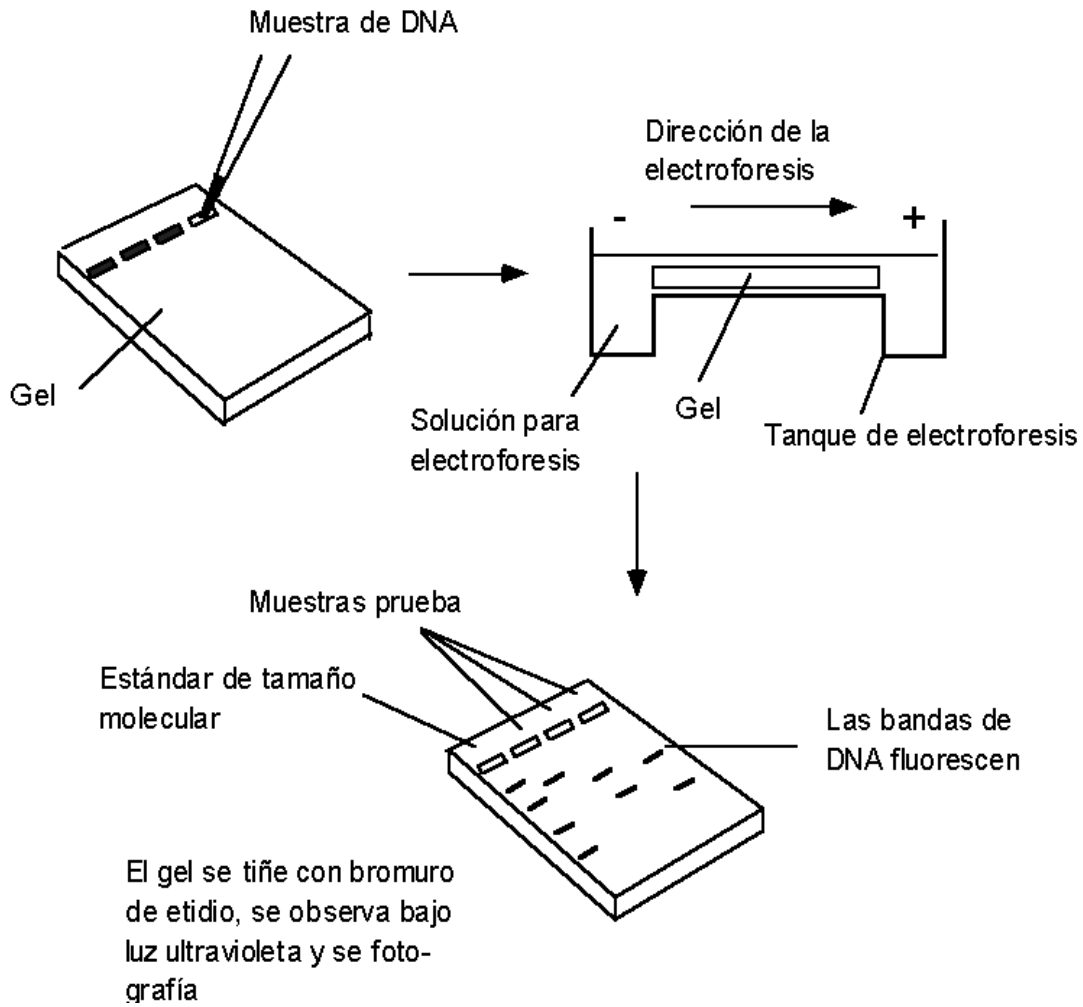 Muestra de DNA
Gel
Dirección de la
electroforesis
- +
Solución para
electroforesis
Gel
Tanque de electroforesis
Muestras prueba
Estándar de tamaño
molecular
Las bandas de
DNA fluorescen
El gel se tiñe con bromuro
de etidio, se observa bajo
luz ultravioleta y se foto-
grafía